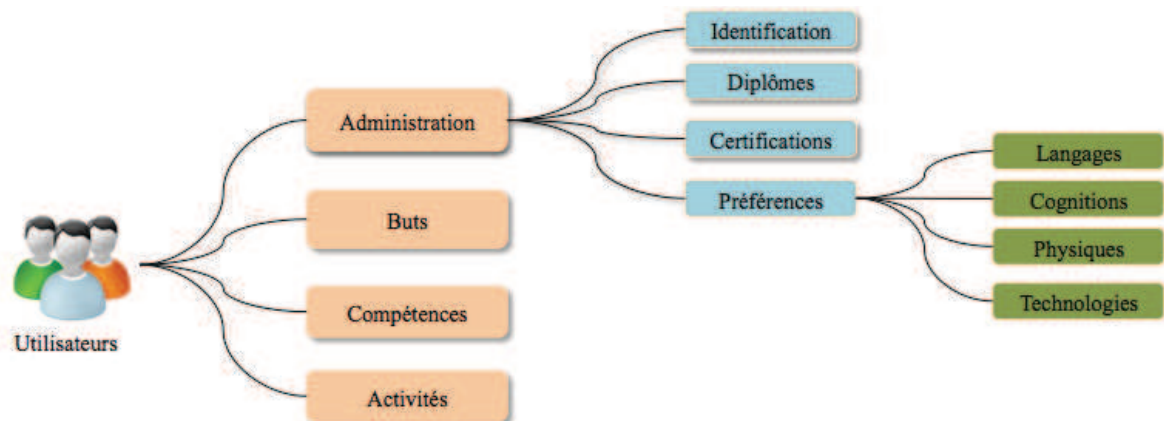 Identification
Diplômes
Administration
Certifications
Langages
Préférences
Cognitions
Buts
Physiques
Technologies
Compétences
Utilisateurs
Activités